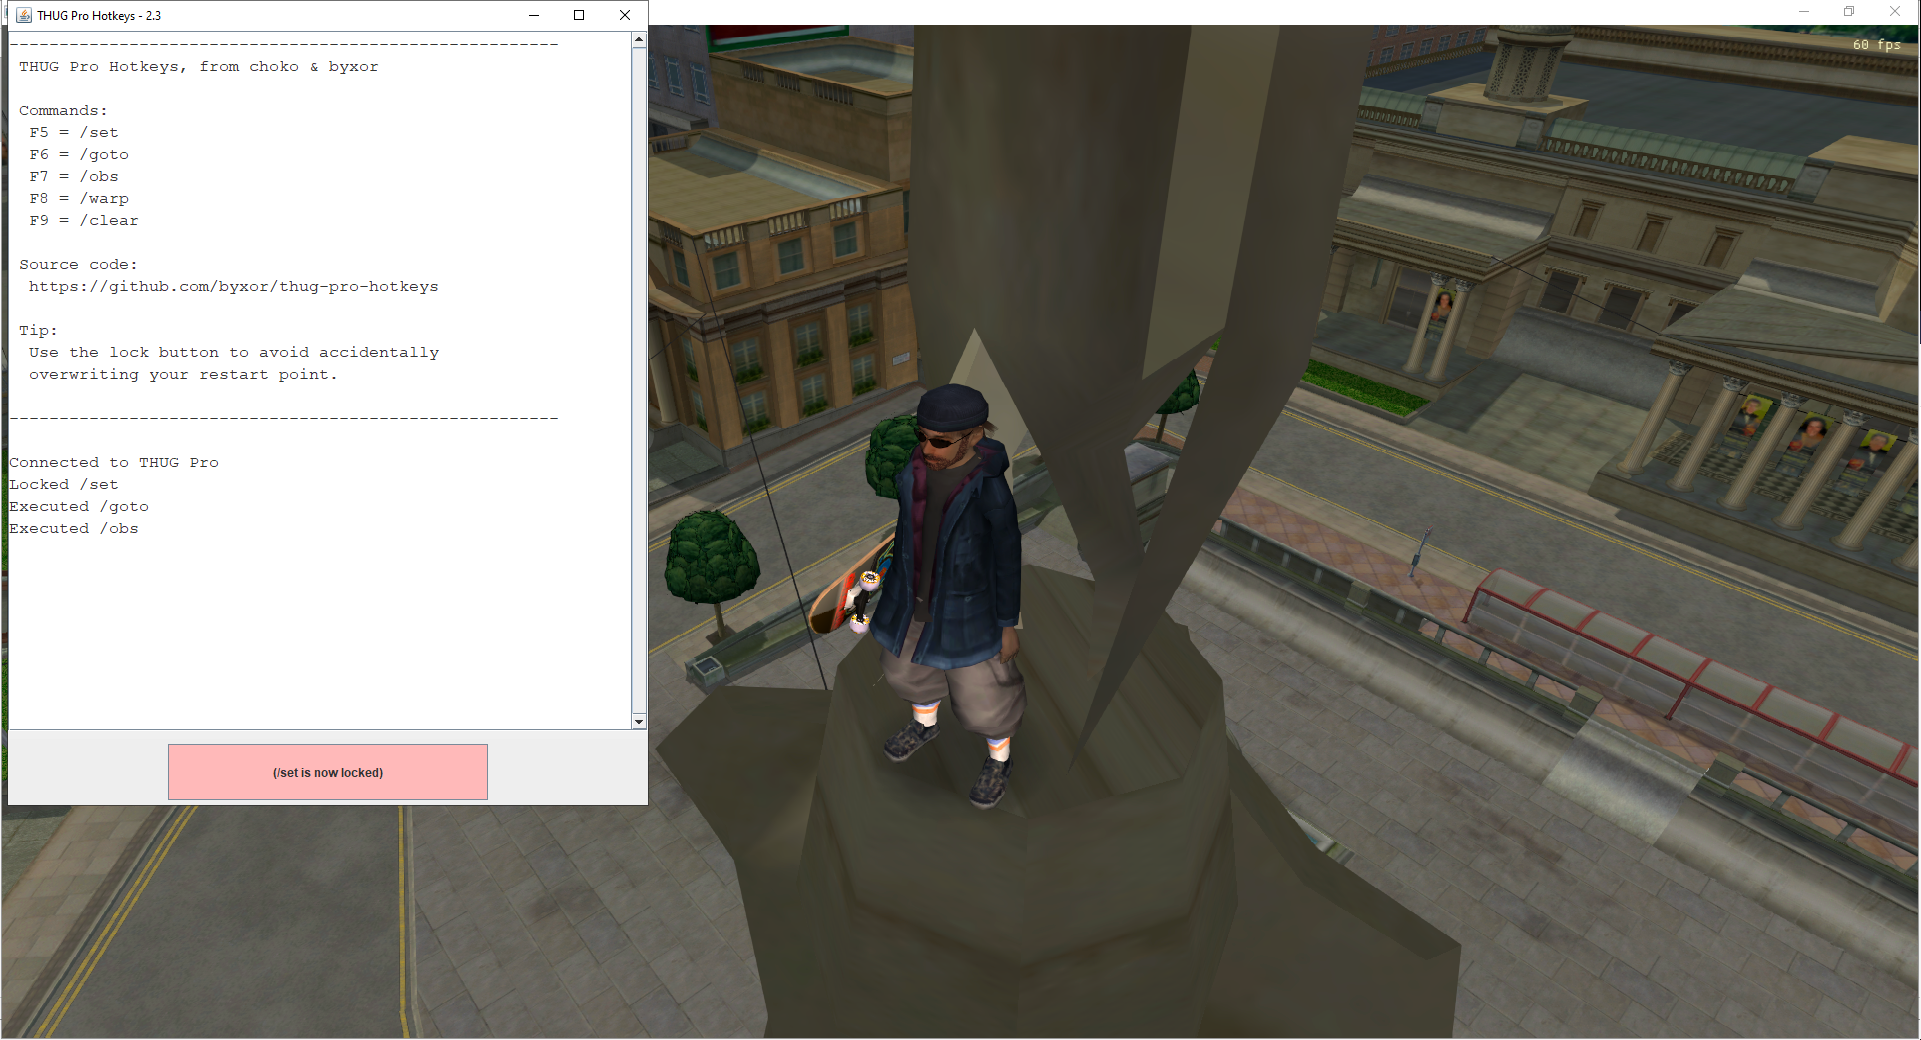 THUG Pro Hotkeys - 2.3
60 fps
-------------------------------------------------------
THUG Pro Hotkeys, from choko & byxor
Commands:
F5 = /set
F6 = /goto
F7 = /obs
F8 = /warp
F9 = /clear
Source code:
https://github.com/byxor/thug-pro-hotkeys
Tip:
Use the lock button to avoid accidentally
overwriting your restart point.
-------------------------------------------------------
Connected to THUG Pro
Locked /set
Executed /goto
Executed /obs
(/set is now locked)